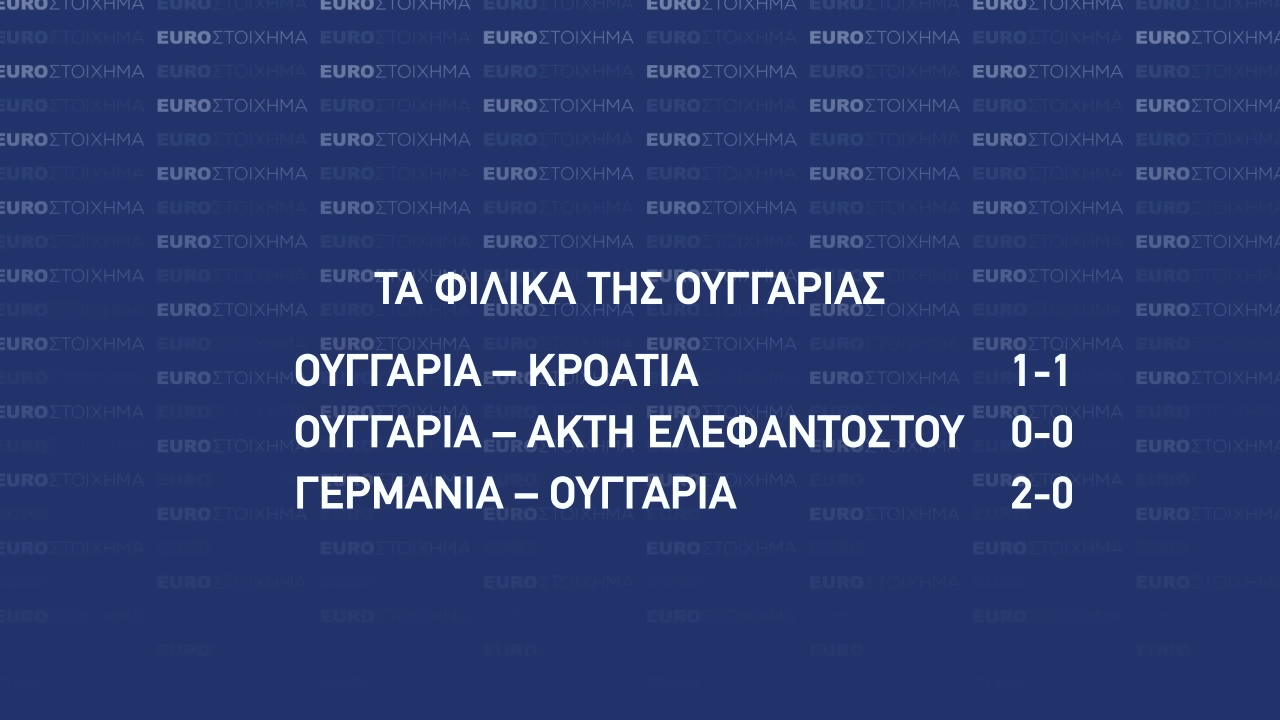 ΤΑ ΦΙΛΙΚΑ ΤΗΣ ΟΥΓΓΑΡΙΑΣ
ΟΥΓΓΑΡΙΑ – ΚΡΟΑΤΙΑ 1-1
ΟΥΓΓΑΡΙΑ – ΑΚΤΗ ΕΛΕΦΑΝΤΟΣΤΟΥ 0-0
ΓΕΡΜΑΝΙΑ – ΟΥΓΓΑΡΙΑ 2-0